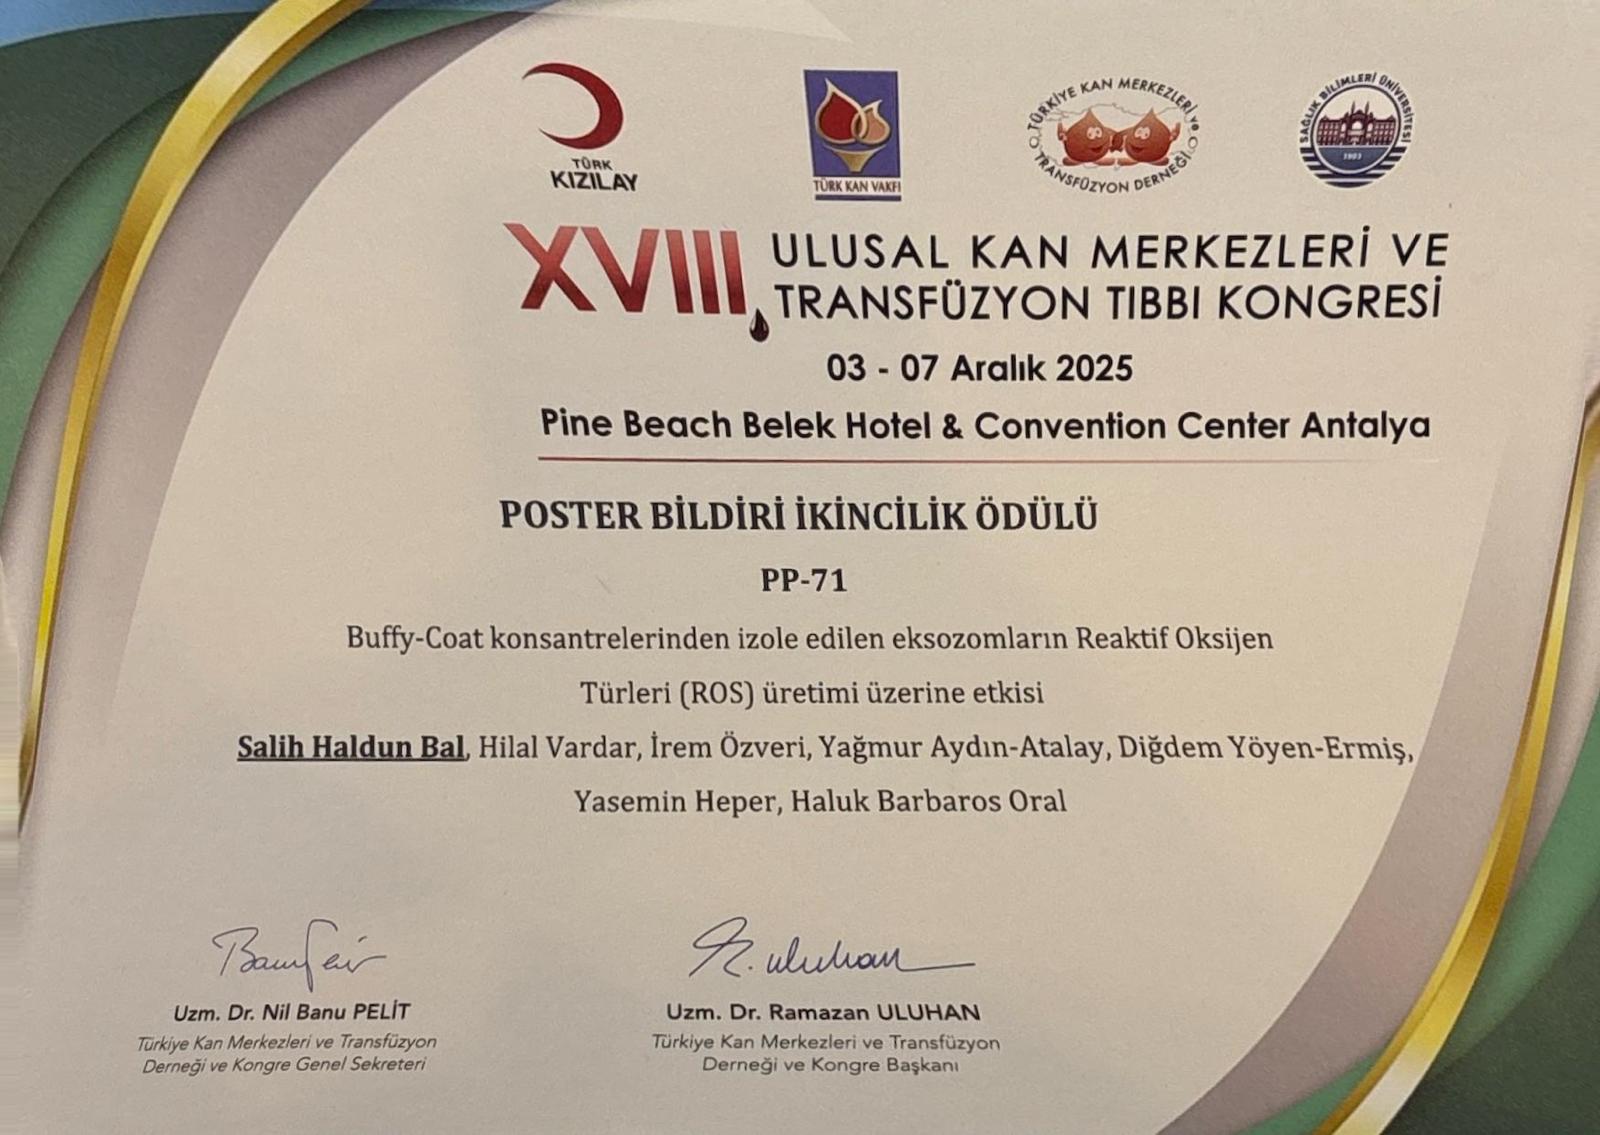 TÜRK
KIZILAY
TÜRK KAN VAKFI
TÜRKİYE KAN MERKEZLERİ ve
TRANSFÜZYON DERNEĞİ
SAĞLIK BİLİMLERİ ÜNİVERSİTESİ
1903
XVIII. ULUSAL KAN MERKEZLERİ VE
TRANSFÜZYON TIBBI KONGRESİ
03 - 07 Aralık 2025
Pine Beach Belek Hotel & Convention Center Antalya
POSTER BİLDİRİ İKİNCİLİK ÖDÜLÜ
PP-71
Buffy-Coat konsantrelerinden izole edilen eksozomların Reaktif Oksijen
Türleri (ROS) üretimi üzerine etkisi
Salih Haldun Bal, Hilal Vardar, İrem Özveri, Yağmur Aydın-Atalay, Diğdem Yöyen-Ermiş,
Yasemin Heper, Haluk Barbaros Oral
R. uluhan
Uzm. Dr. Nil Banu PELİT
Türkiye Kan Merkezleri ve Transfüzyon
Derneği ve Kongre Genel Sekreteri
Uzm. Dr. Ramazan ULUHAN
Türkiye Kan Merkezleri ve Transfüzyon
Derneği ve Kongre Başkanı